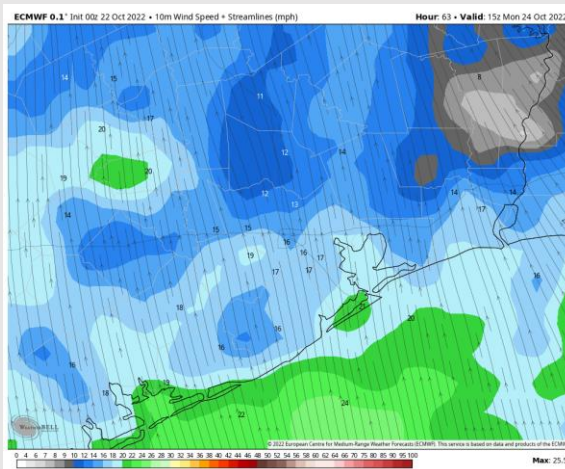 ECMWF 0.1° Init 00z 22 Oct 2022 • 10m Wind Speed + Streamlines (mph) Hour: 63 • Valid: 15z Mon 24 Oct 2022
8
14 15
11
17
20
14
12
19 20
12 14 14
13 17
14
15 15
16
19 16 17
17 17
16
18
20
16
16
18
22 24
WeatherBELL
© 2022 European Centre for Medium-Range Weather Forecasts (ECMWF). This service is based on data and products of the ECMWF
0 4 6 7 8 9 10 12 14 16 18 20 22 24 26 28 30 32 34 36 38 40 42 44 46 48 50 52 54 56 58 60 62 64 66 70 75 80 85 90 95 100
Max: 25.5